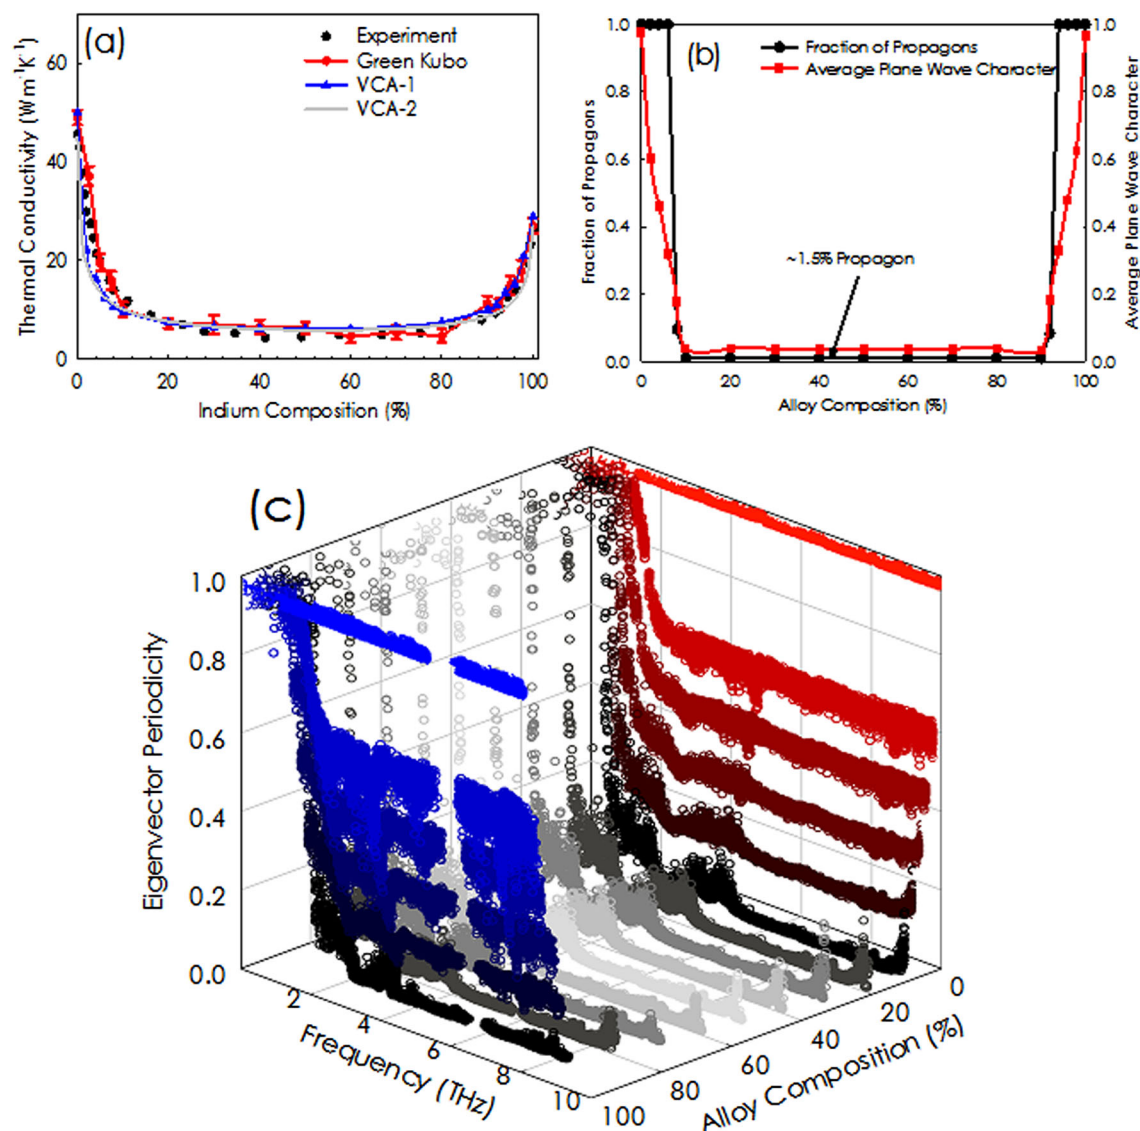 (a)
Experiment
Green Kubo
VCA-1
VCA-2
Thermal Conductivity (Wm⁻¹K⁻¹)
60
40
20
0
0 20 40 60 80 100
Indium Composition (%)
(b)
Fraction of Propagons
Average Plane Wave Character
~1.5% Propagon
Fraction of Propagons
1.0
0.8
0.6
0.4
0.2
0.0
Average Plane Wave Character
1.0
0.8
0.6
0.4
0.2
0.0
0 20 40 60 80 100
Alloy Composition (%)
(c)
Eigenvector Periodicity
1.0
0.8
0.6
0.4
0.2
0.0
2 4 6 8 10
Frequency (THz)
100 80 60 40 20 0
Alloy Composition (%)